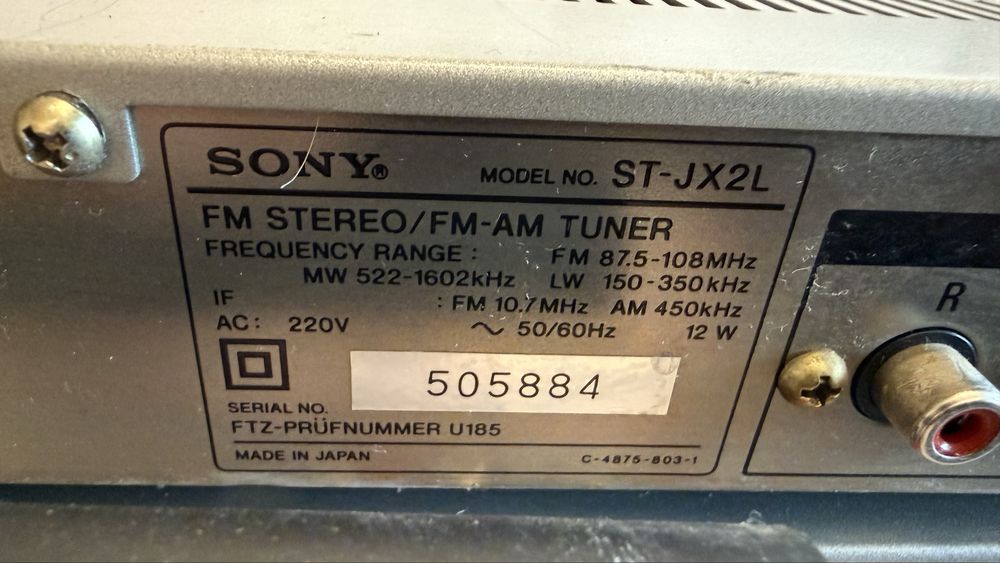 SONY® MODEL NO. ST-JX2L
FM STEREO/FM-AM TUNER
FREQUENCY RANGE : FM 87.5-108MHz
MW 522-1602kHz LW 150-350kHz
IF : FM 10.7MHz AM 450kHz
AC: 220V ～ 50/60Hz 12 W
505884
SERIAL NO.
FTZ-PRÜFNUMMER U185
MADE IN JAPAN C-4875-803-1
R